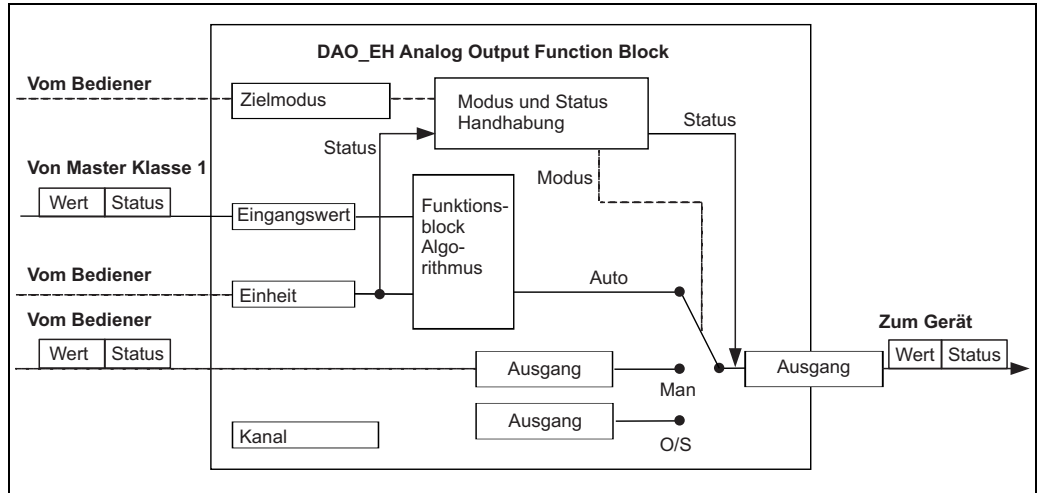 DAO_EH Analog Output Function Block
Vom Bediener
Zielmodus
Modus und Status
Handhabung
Status
Status
Von Master Klasse 1
Modus
Wert Status
Eingangswert
Funktions-
block
Algo-
rithmus
Vom Bediener
Einheit
Auto
Vom Bediener
Zum Gerät
Wert Status
Ausgang
Man
Ausgang
Wert Status
Ausgang
O/S
Kanal